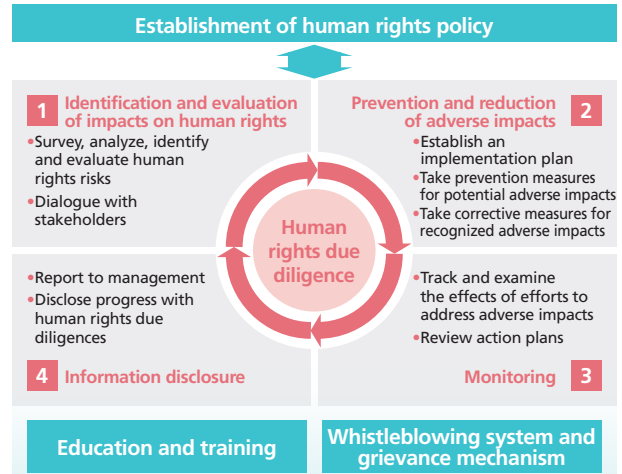 Establishment of human rights policy
1 Identification and evaluation
of impacts on human rights
•Survey, analyze, identify
and evaluate human
rights risks
•Dialogue with
stakeholders
Prevention and reduction
of adverse impacts 2
•Establish an
implementation plan
•Take prevention measures
for potential adverse impacts
•Take corrective measures for
recognized adverse impacts
Human
rights due
diligence
•Track and examine
the effects of efforts to
address adverse impacts
•Review action plans
Monitoring 3
•Report to management
•Disclose progress with
human rights due
diligences
4 Information disclosure
Education and training
Whistleblowing system and
grievance mechanism